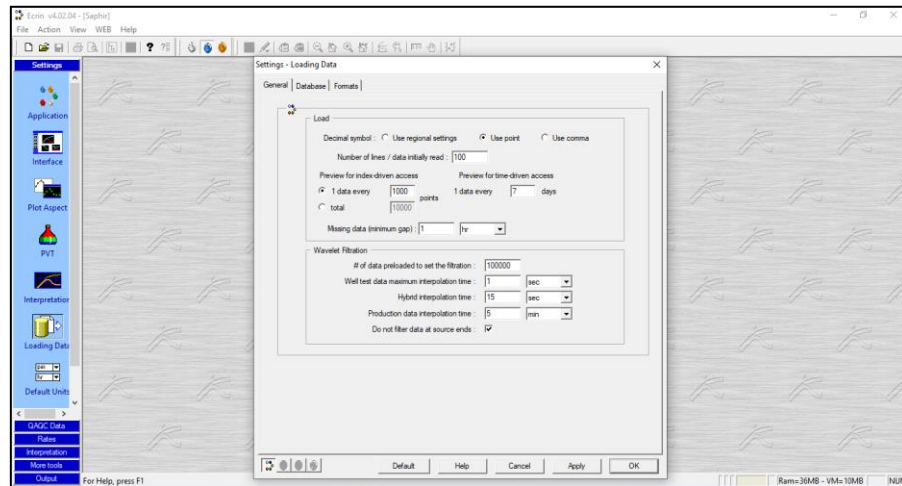 Ecrin v4.02.04 - [Saphir]
File Action View WEB Help
Settings
Application
Interface
Plot Aspect
PVT
Interpretation
Loading Data
psi
hr
Default Units
QAQC Data
Rates
Interpretation
More tools
Output
Settings - Loading Data
General Database Formats
Load
Decimal symbol : Use regional settings Use point Use comma
Number of lines / data initially read : 100
Preview for index-driven access Preview for time-driven access
1 data every 1000 points 1 data every 7 days
total 10000
Missing data (minimum gap) : 1 hr
Wavelet Filtration
# of data preloaded to set the filtration : 100000
Well test data maximum interpolation time : 1 sec
Hybrid interpolation time : 15 sec
Production data interpolation time : 5 min
Do not filter data at source ends :
Default Help Cancel Apply OK
For Help, press F1
Ram=36MB - VM=10MB NUM